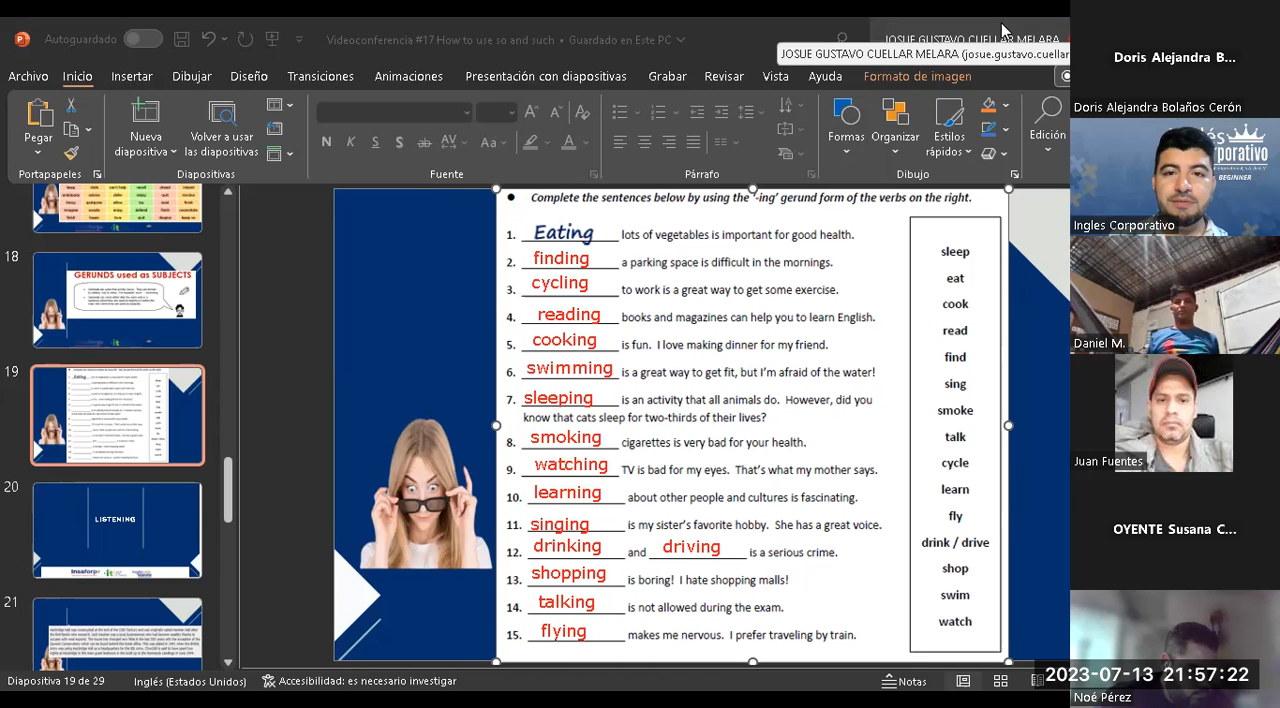 Autoguardado
Videoconferencia #17 How to use so and such • Guardado en Este PC
JOSUE GUSTAVO CUELLAR MELARA
JOSUE GUSTAVO CUELLAR MELARA (josue.gustavo.cuellar
Archivo Inicio Insertar Dibujar Diseño Transiciones Animaciones Presentación con diapositivas Grabar Revisar Vista Ayuda Formato de imagen
Pegar
Nueva diapositiva
Volver a usar las diapositivas
N K S S ab AV Aa A
Formas
Organizar
Estilos rápidos
Edición
Portapapeles
Diapositivas
Fuente
Párrafo
Dibujo
18
GERUNDS used as SUBJECTS
19
20
LISTENING
Insaforp
21
• Complete the sentences below by using the '-ing' gerund form of the verbs on the right.
1. Eating lots of vegetables is important for good health.
2. finding a parking space is difficult in the mornings.
3. cycling to work is a great way to get some exercise.
4. reading books and magazines can help you to learn English.
5. cooking is fun. I love making dinner for my friend.
6. swimming is a great way to get fit, but I'm afraid of the water!
7. sleeping is an activity that all animals do. However, did you
know that cats sleep for two-thirds of their lives?
8. smoking cigarettes is very bad for your health.
9. watching TV is bad for my eyes. That's what my mother says.
10. learning about other people and cultures is fascinating.
11. singing is my sister's favorite hobby. She has a great voice.
12. drinking and driving is a serious crime.
13. shopping is boring! I hate shopping malls!
14. talking is not allowed during the exam.
15. flying makes me nervous. I prefer traveling by train.
sleep
eat
cook
read
find
sing
smoke
talk
cycle
learn
fly
drink / drive
shop
swim
watch
Diapositiva 19 de 29
Inglés (Estados Unidos)
Accesibilidad: es necesario investigar
Notas
Doris Alejandra B...
Doris Alejandra Bolaños Cerón
BEGINNER
Ingles Corporativo
Daniel M.
Juan Fuentes
OYENTE Susana C...
2023-07-13 21:57:22
Noé Pérez